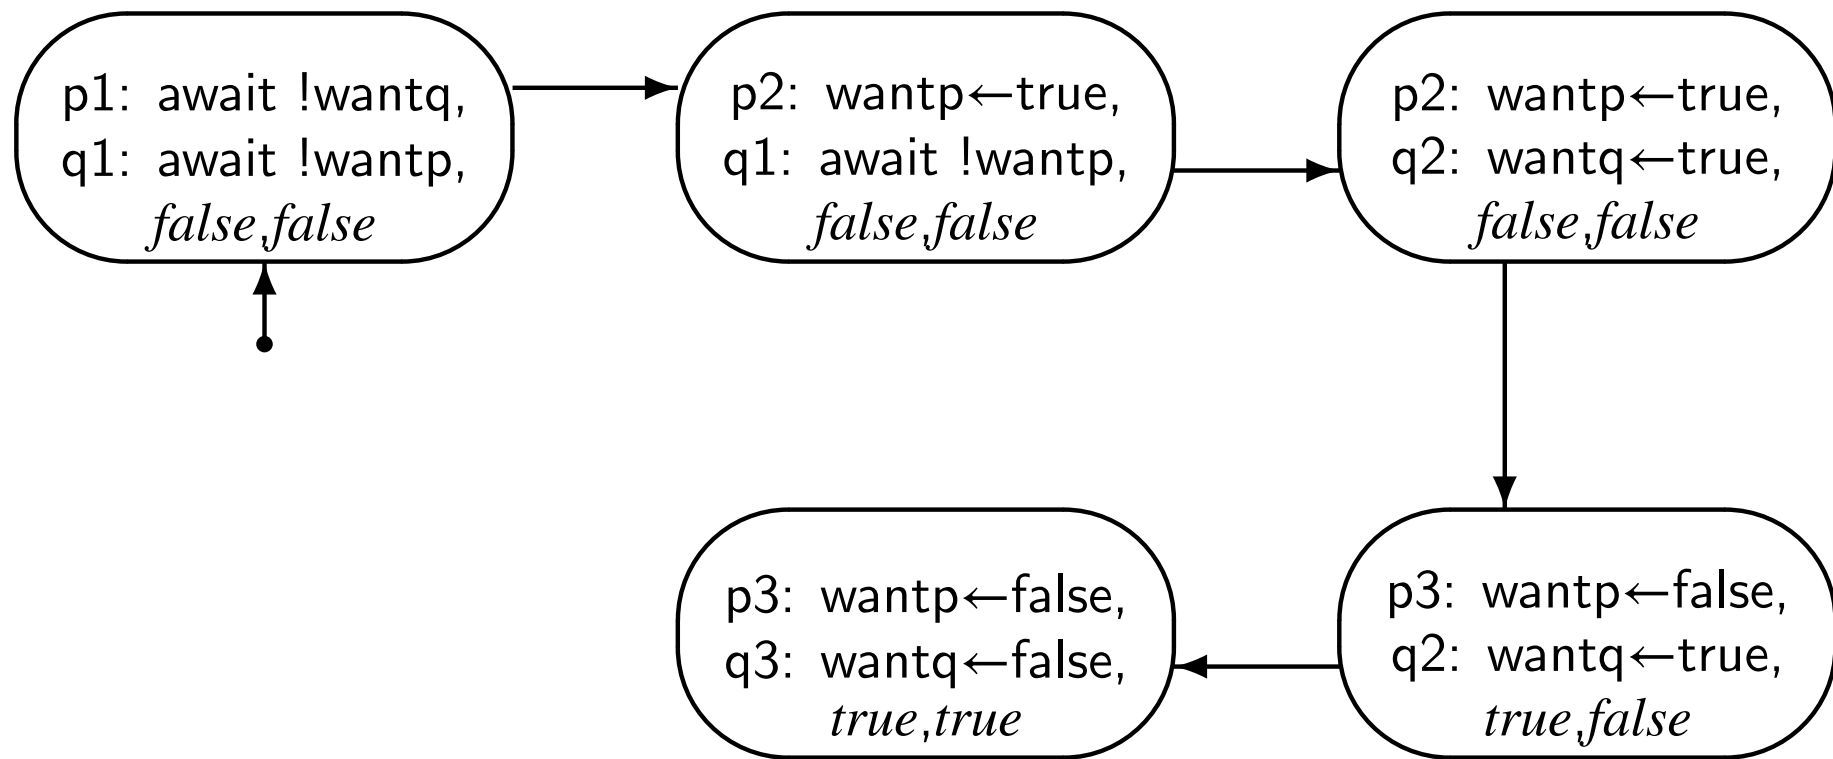 p1: await !wantq,
q1: await !wantp,
false,false
p2: wantp←true,
q1: await !wantp,
false,false
p2: wantp←true,
q2: wantq←true,
false,false
p3: wantp←false,
q3: wantq←false,
true,true
p3: wantp←false,
q2: wantq←true,
true,false